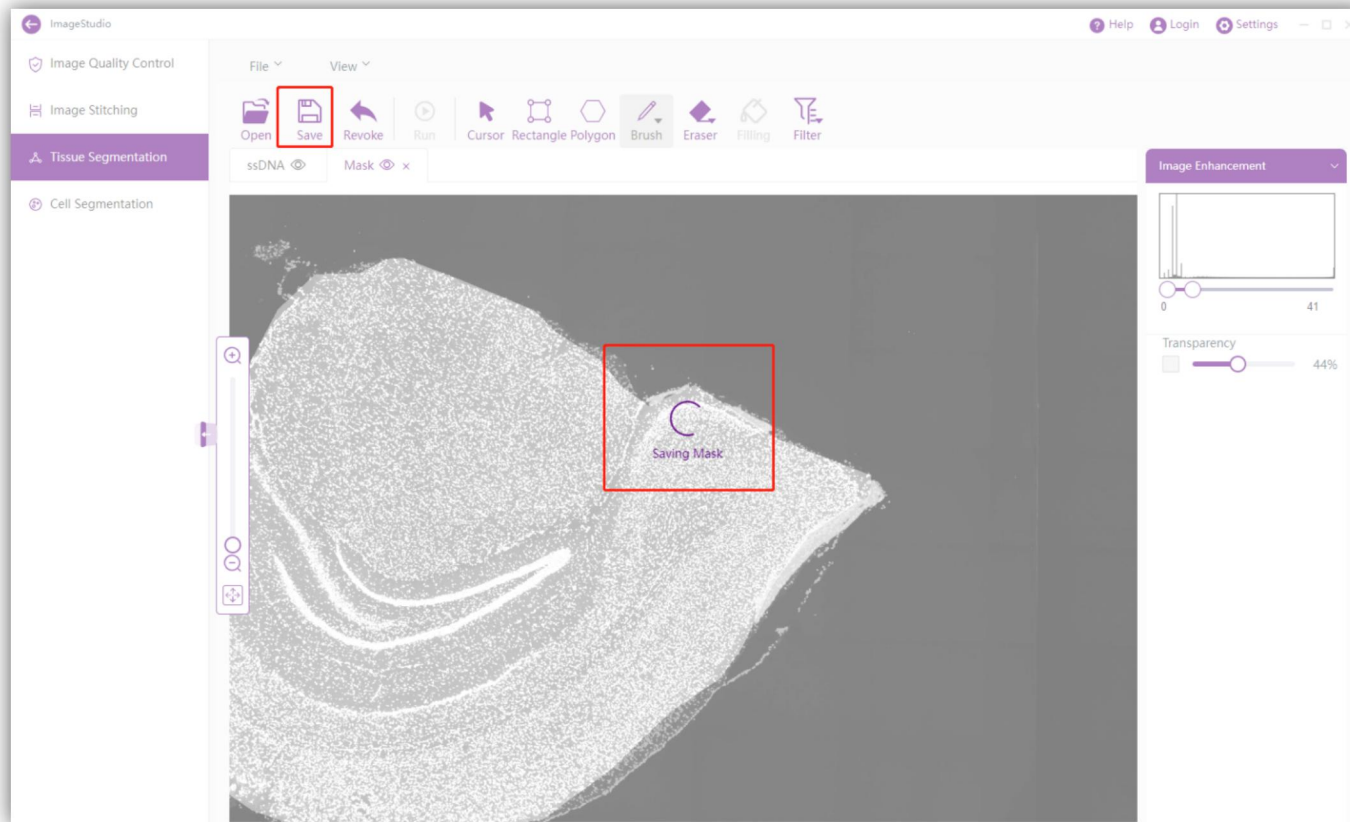 ImageStudio
Help Login Settings
Image Quality Control
Image Stitching
Tissue Segmentation
Cell Segmentation
File View
Open Save Revoke Run Cursor Rectangle Polygon Brush Eraser Filling Filter
ssDNA Mask
Image Enhancement
0 41
Transparency
44%
Saving Mask